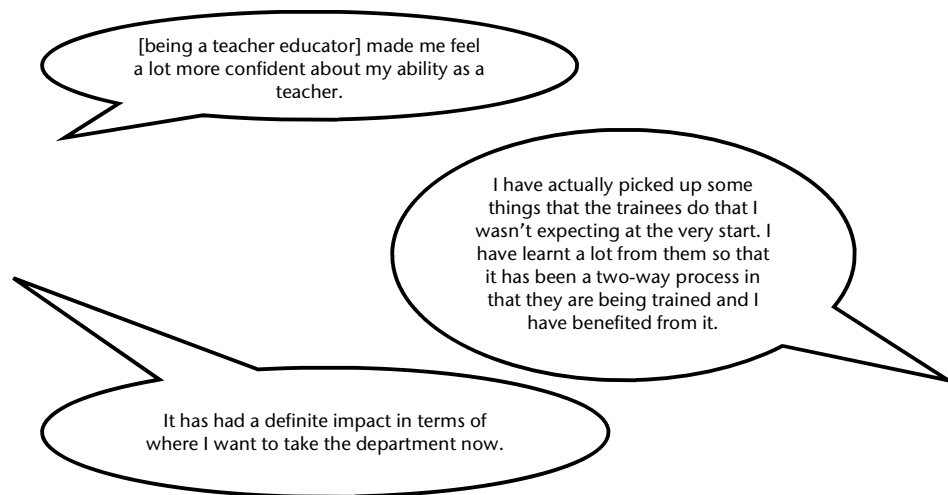 [being a teacher educator] made me feel
a lot more confident about my ability as a
teacher.
I have actually picked up some
things that the trainees do that I
wasn’t expecting at the very start. I
have learnt a lot from them so that
it has been a two-way process in
that they are being trained and I
have benefited from it.
It has had a definite impact in terms of
where I want to take the department now.